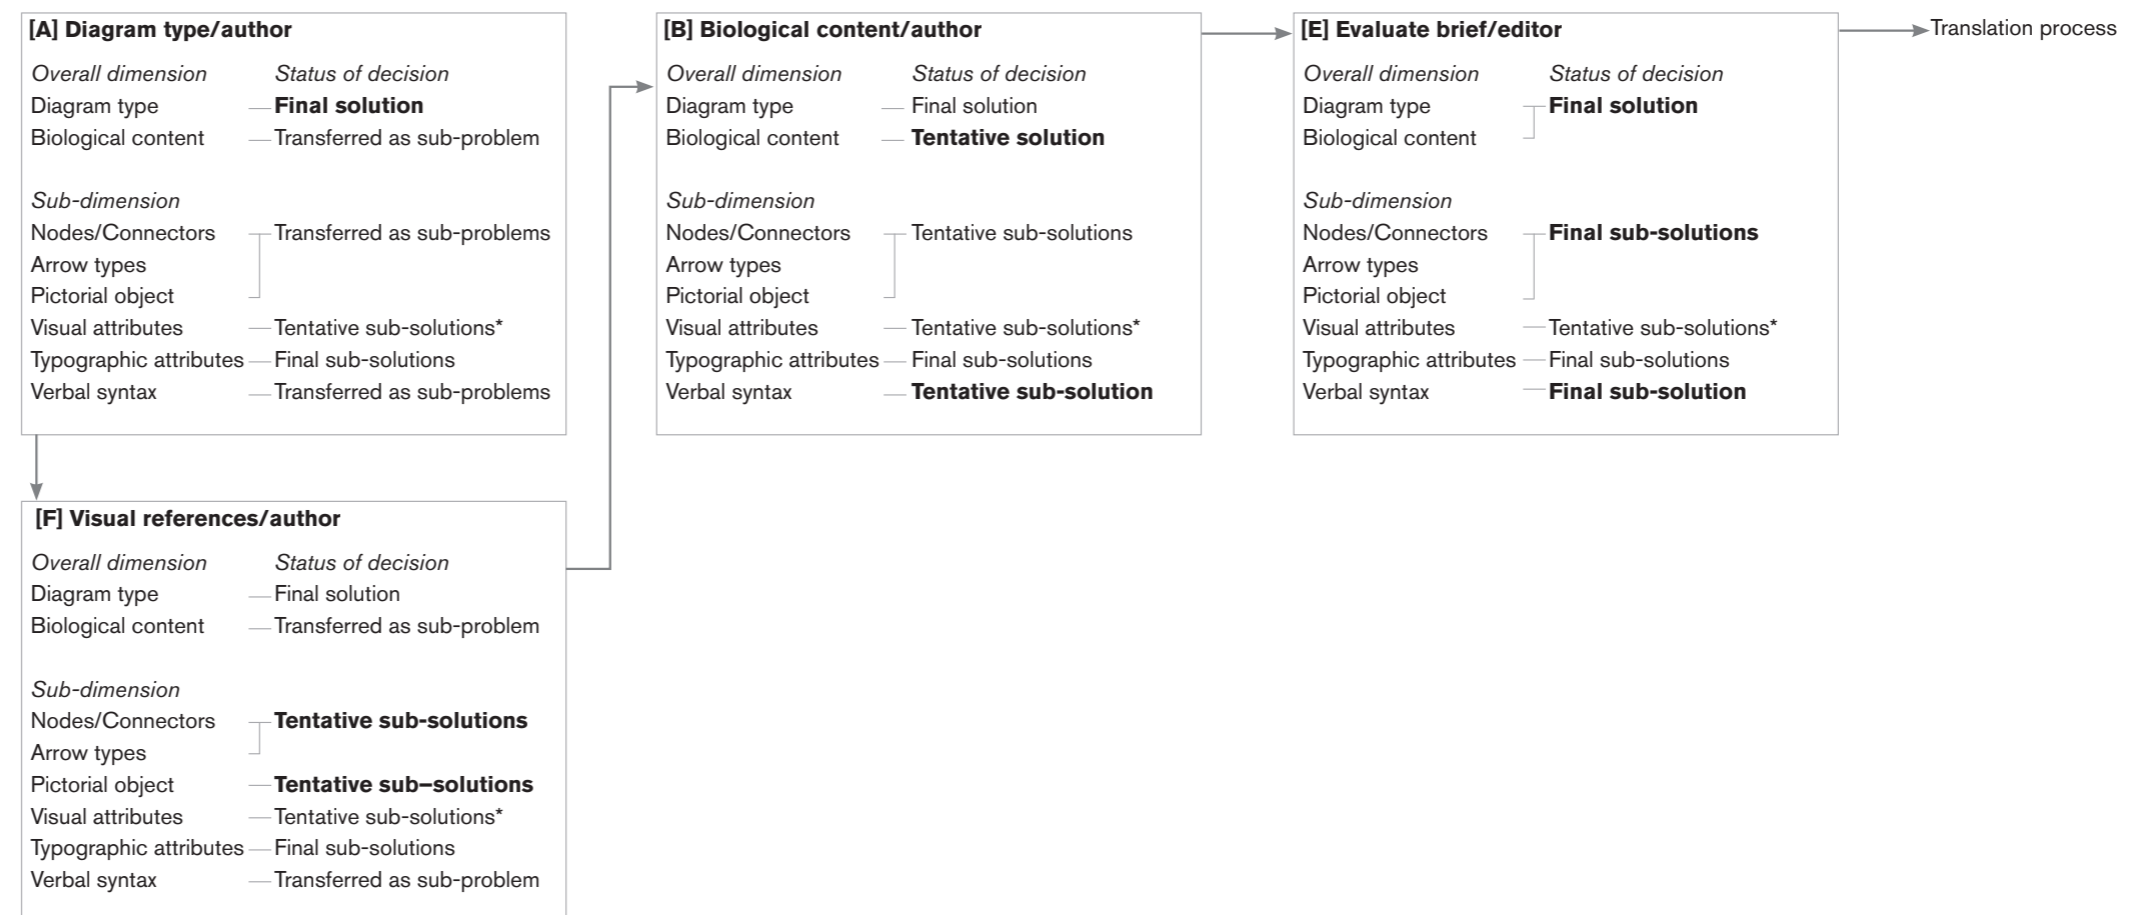 [A] Diagram type/author
Overall dimension Status of decision
Diagram type Final solution
Biological content Transferred as sub-problem
Sub-dimension
Nodes/Connectors Transferred as sub-problems
Arrow types
Pictorial object
Visual attributes Tentative sub-solutions*
Typographic attributes Final sub-solutions
Verbal syntax Transferred as sub-problems
[F] Visual references/author
Overall dimension Status of decision
Diagram type Final solution
Biological content Transferred as sub-problem
Sub-dimension
Nodes/Connectors Tentative sub-solutions
Arrow types
Pictorial object Tentative sub–solutions
Visual attributes Tentative sub-solutions*
Typographic attributes Final sub-solutions
Verbal syntax Transferred as sub-problem
[B] Biological content/author
Overall dimension Status of decision
Diagram type Final solution
Biological content Tentative solution
Sub-dimension
Nodes/Connectors Tentative sub-solutions
Arrow types
Pictorial object
Visual attributes Tentative sub-solutions*
Typographic attributes Final sub-solutions
Verbal syntax Tentative sub-solution
[E] Evaluate brief/editor
Overall dimension Status of decision
Diagram type Final solution
Biological content
Sub-dimension
Nodes/Connectors Final sub-solutions
Arrow types
Pictorial object
Visual attributes Tentative sub-solutions*
Typographic attributes Final sub-solutions
Verbal syntax Final sub-solution
Translation process